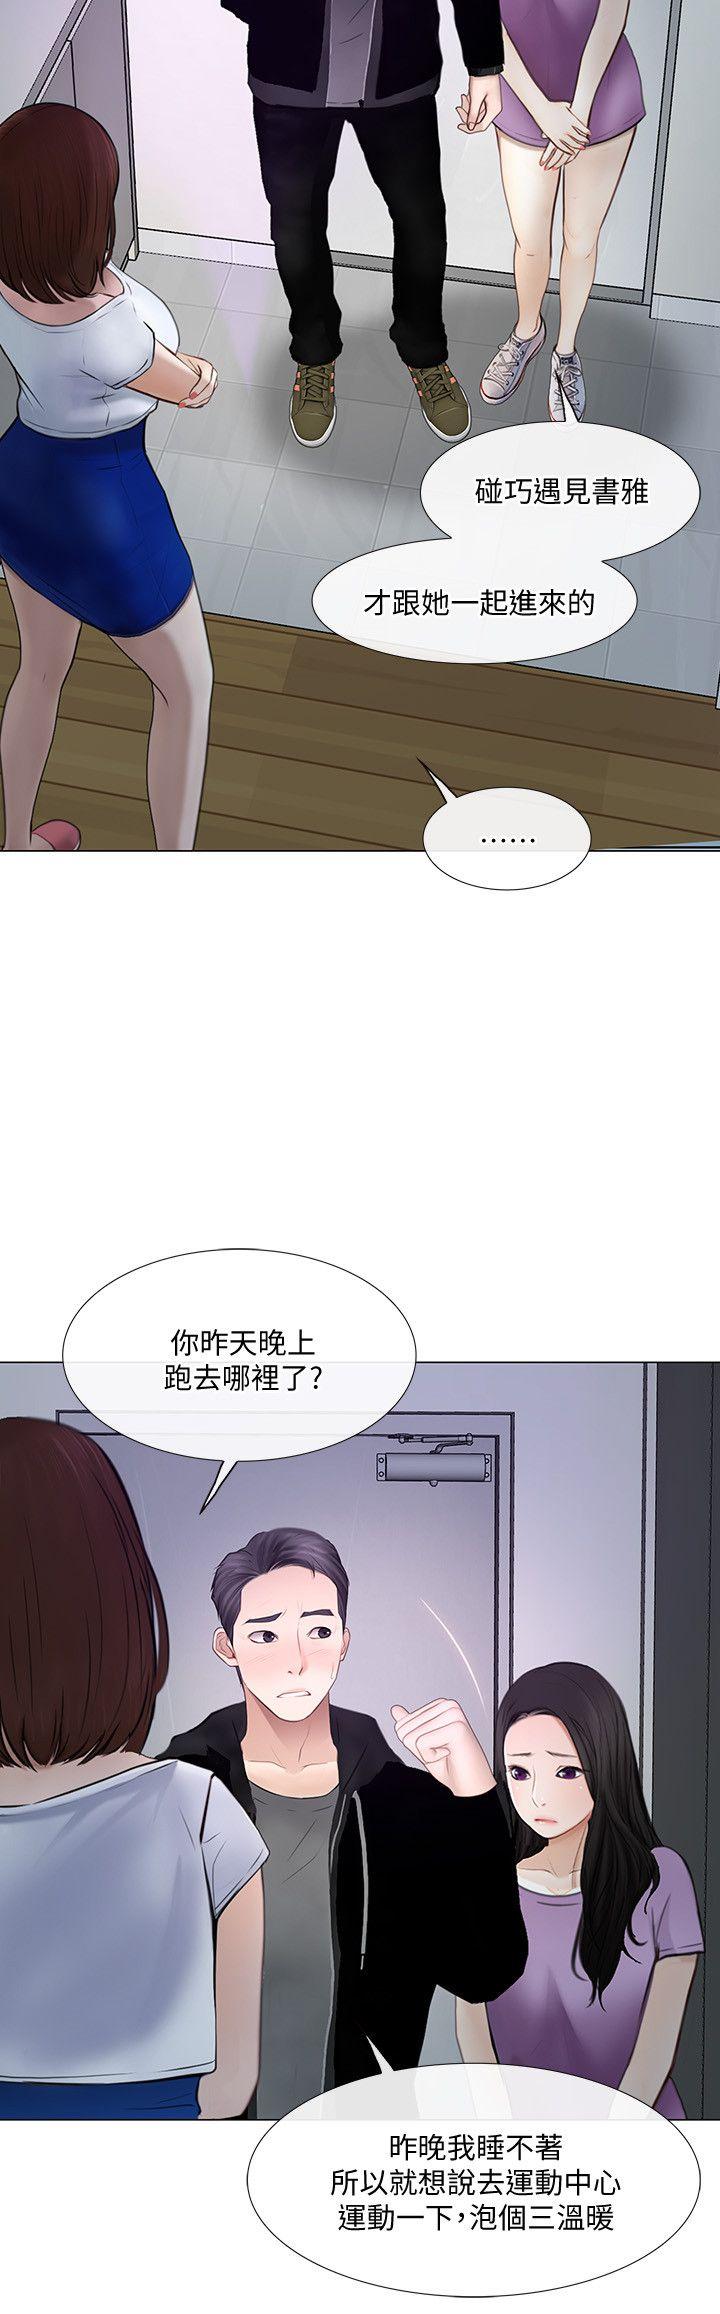 碰巧遇見書雅
才跟她一起進來的
……
你昨天晚上
跑去哪裡了?
昨晚我睡不著
所以就想說去運動中心
運動一下,泡個三溫暖